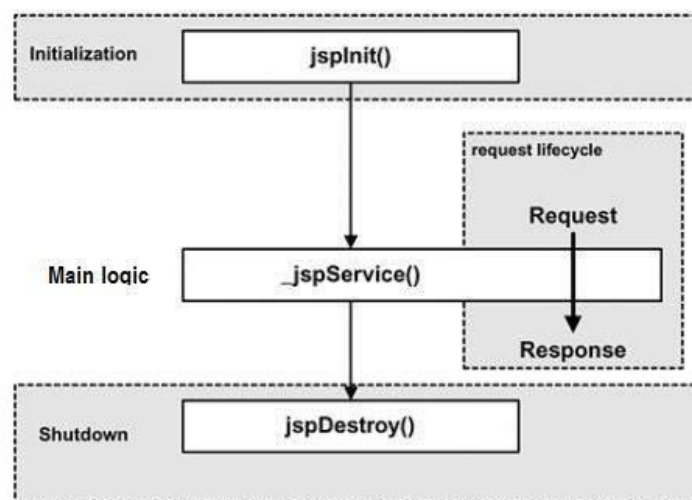 Initialization
jspInit()
request lifecycle
Request
Main logic
_jspService()
Response
Shutdown
jspDestroy()